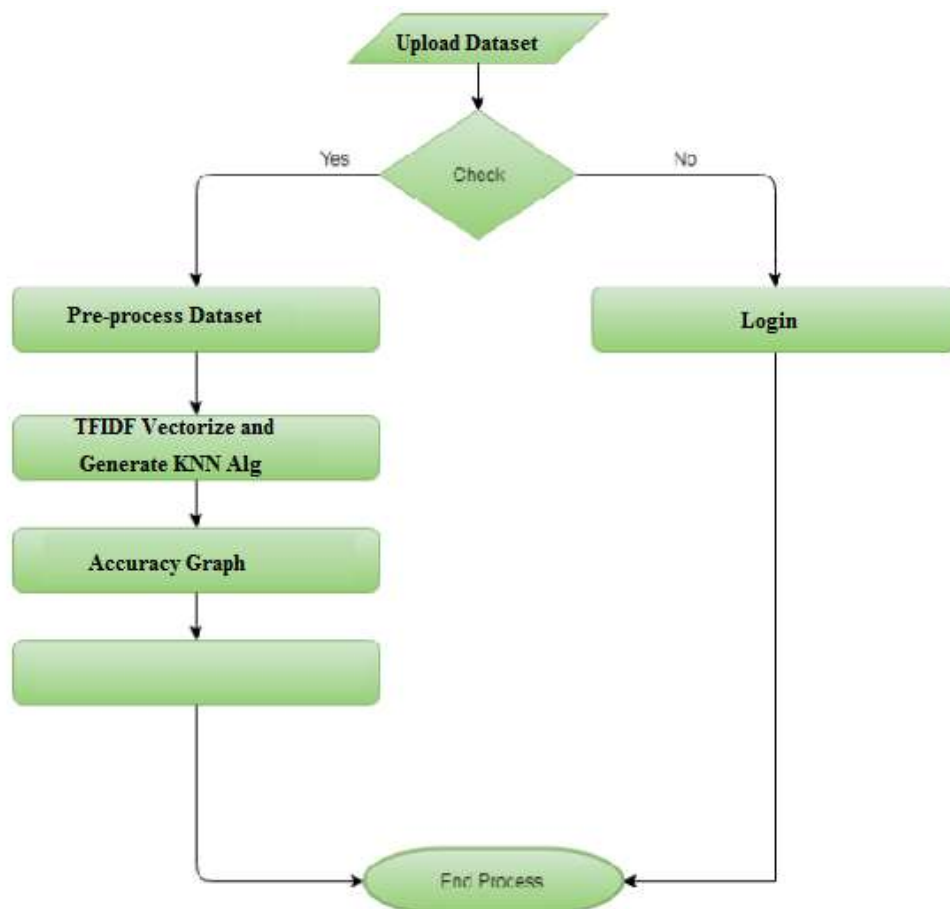 Upload Dataset
Check
Yes
No
Pre-process Dataset
Login
TFIDF Vectorize and
Generate KNN Alg
Accuracy Graph
End Process